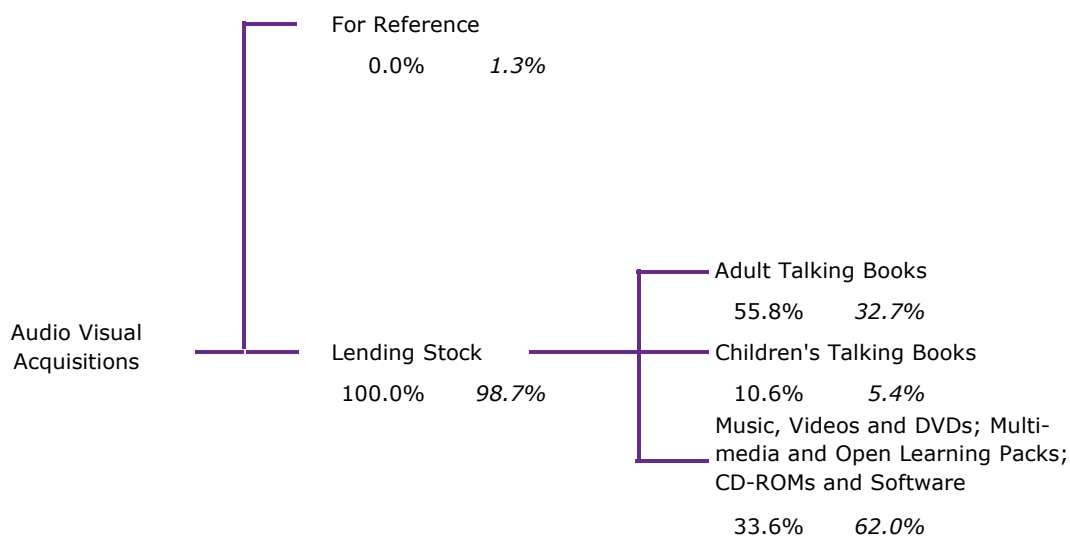 For Reference
0.0% 1.3%
Adult Talking Books
55.8% 32.7%
Audio Visual
Acquisitions
Lending Stock
100.0% 98.7%
Children's Talking Books
10.6% 5.4%
Music, Videos and DVDs; Multi-
media and Open Learning Packs;
CD-ROMs and Software
33.6% 62.0%